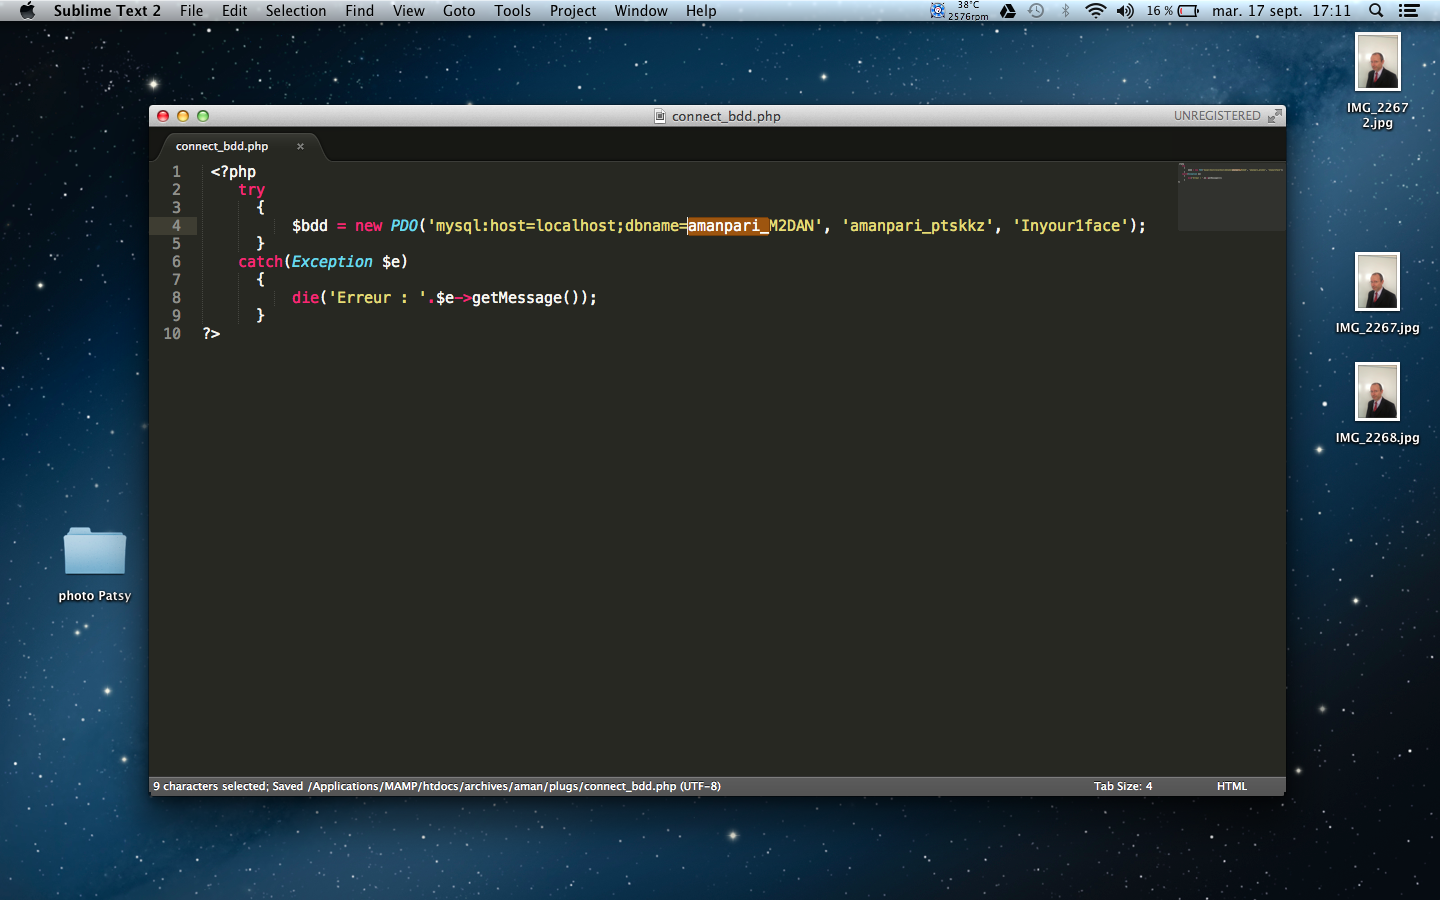 Sublime Text 2 File Edit Selection Find View Goto Tools Project Window Help 38°C 2576rpm 16 % mar. 17 sept. 17:11
IMG_2267
2.jpg
connect_bdd.php UNREGISTERED
connect_bdd.php ×
1 <?php
2 try
3 {
4 $bdd = new PDO('mysql:host=localhost;dbname=amanpari_M2DAN', 'amanpari_ptskkz', 'Inyour1face');
5 }
6 catch(Exception $e)
7 {
8 die('Erreur : '.$e->getMessage());
9 }
10 ?>
IMG_2267.jpg
IMG_2268.jpg
photo Patsy
9 characters selected; Saved /Applications/MAMP/htdocs/archives/aman/plugs/connect_bdd.php (UTF-8) Tab Size: 4 HTML